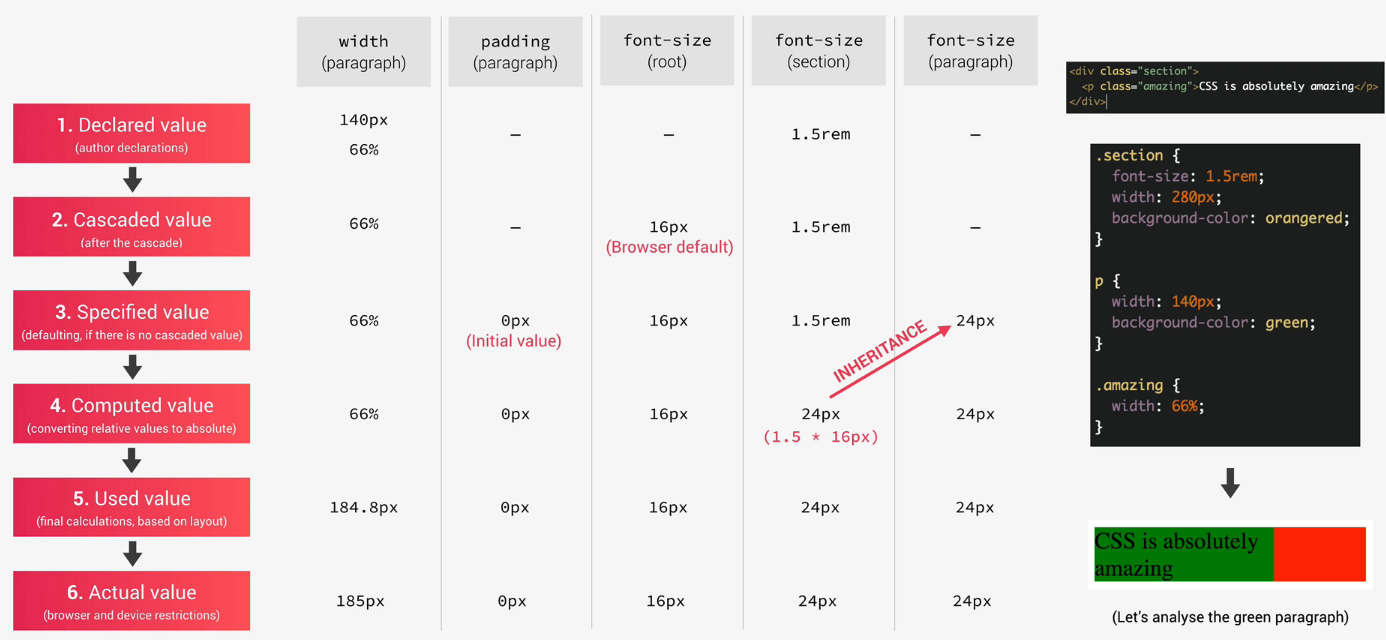 width
(paragraph)
padding
(paragraph)
font-size
(root)
font-size
(section)
font-size
(paragraph)
1. Declared value
(author declarations)
140px
66%
–
–
1.5rem
–
2. Cascaded value
(after the cascade)
66%
–
16px
(Browser default)
1.5rem
–
3. Specified value
(defaulting, if there is no cascaded value)
66%
0px
(Initial value)
16px
1.5rem
INHERITANCE
24px
4. Computed value
(converting relative values to absolute)
66%
0px
16px
24px
(1.5 * 16px)
24px
5. Used value
(final calculations, based on layout)
184.8px
0px
16px
24px
24px
6. Actual value
(browser and device restrictions)
185px
0px
16px
24px
24px
<div class="section">
<p class="amazing">CSS is absolutely amazing</p>
</div>
.section {
font-size: 1.5rem;
width: 280px;
background-color: orangered;
}
p {
width: 140px;
background-color: green;
}
.amazing {
width: 66%;
}
CSS is absolutely
amazing
(Let's analyse the green paragraph)